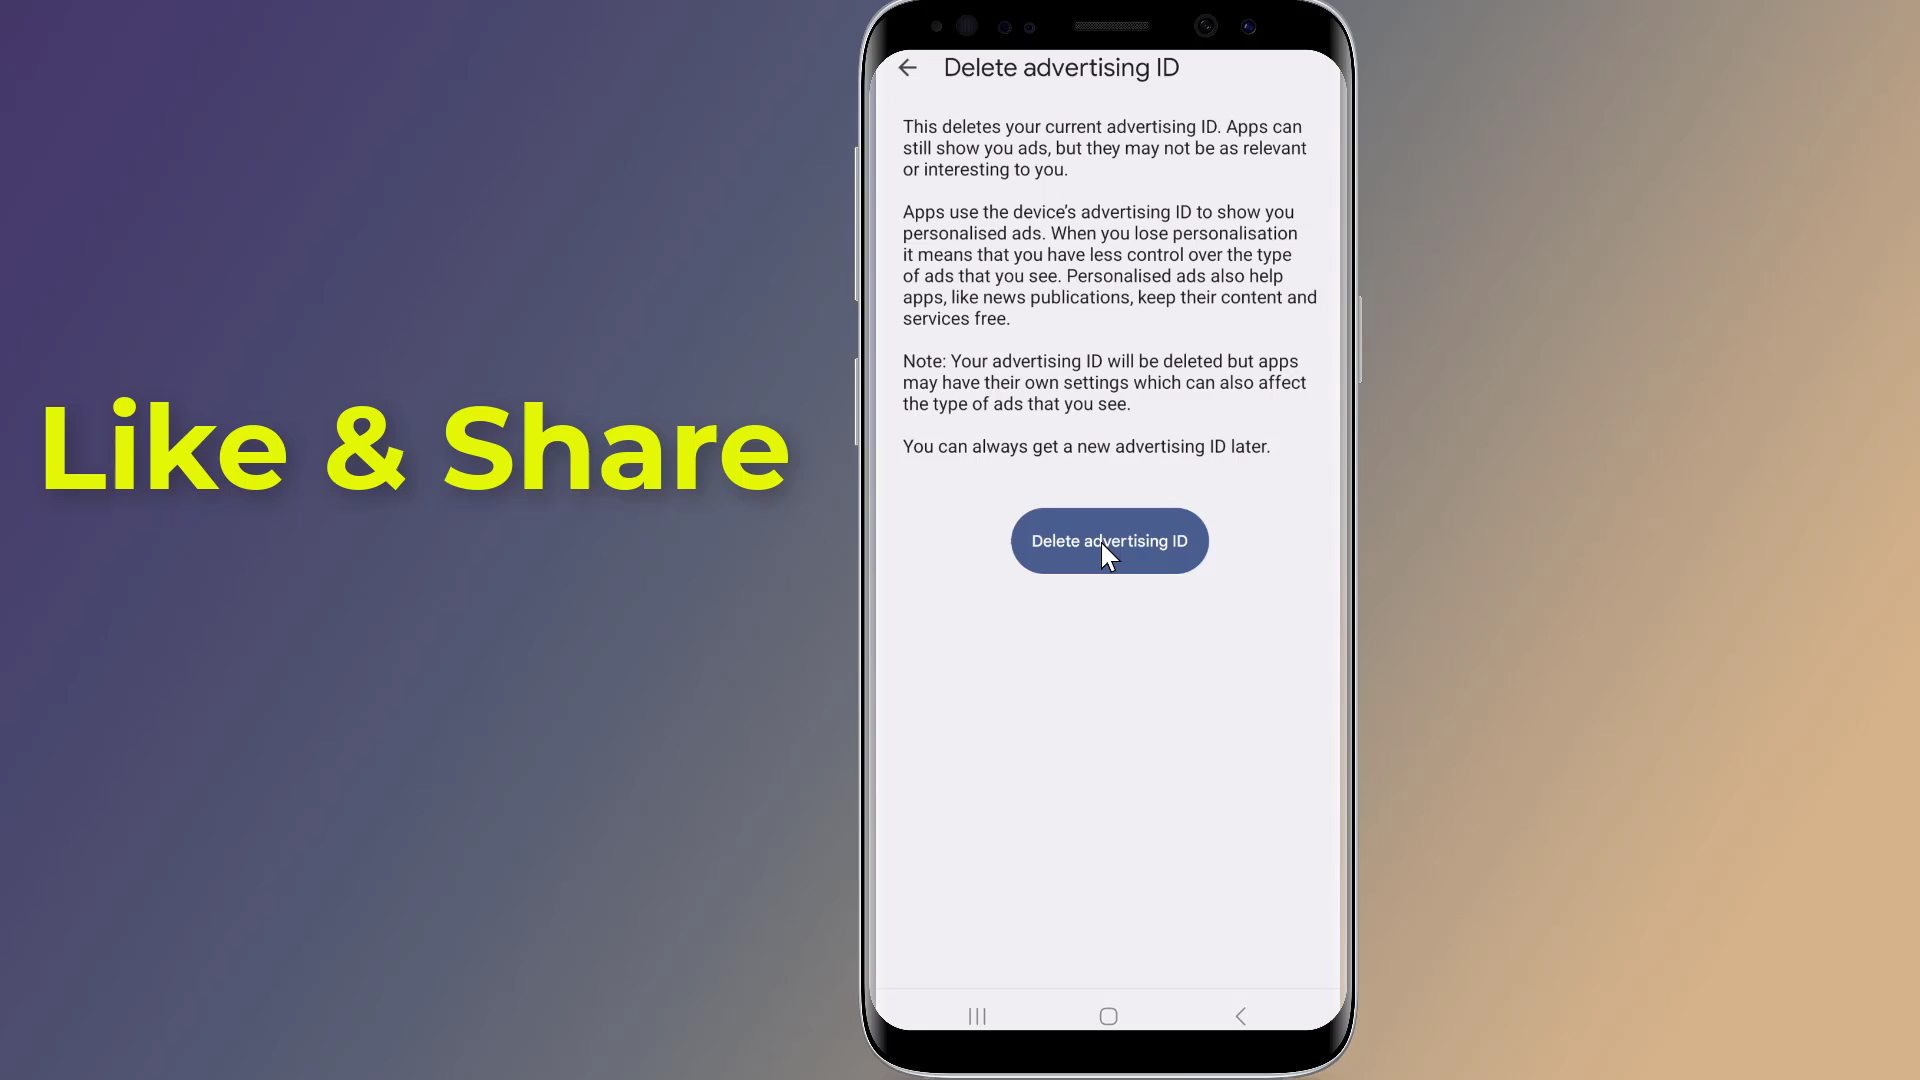 Like & Share
Delete advertising ID
This deletes your current advertising ID. Apps can
still show you ads, but they may not be as relevant
or interesting to you.
Apps use the device’s advertising ID to show you
personalised ads. When you lose personalisation
it means that you have less control over the type
of ads that you see. Personalised ads also help
apps, like news publications, keep their content and
services free.
Note: Your advertising ID will be deleted but apps
may have their own settings which can also affect
the type of ads that you see.
You can always get a new advertising ID later.
Delete advertising ID